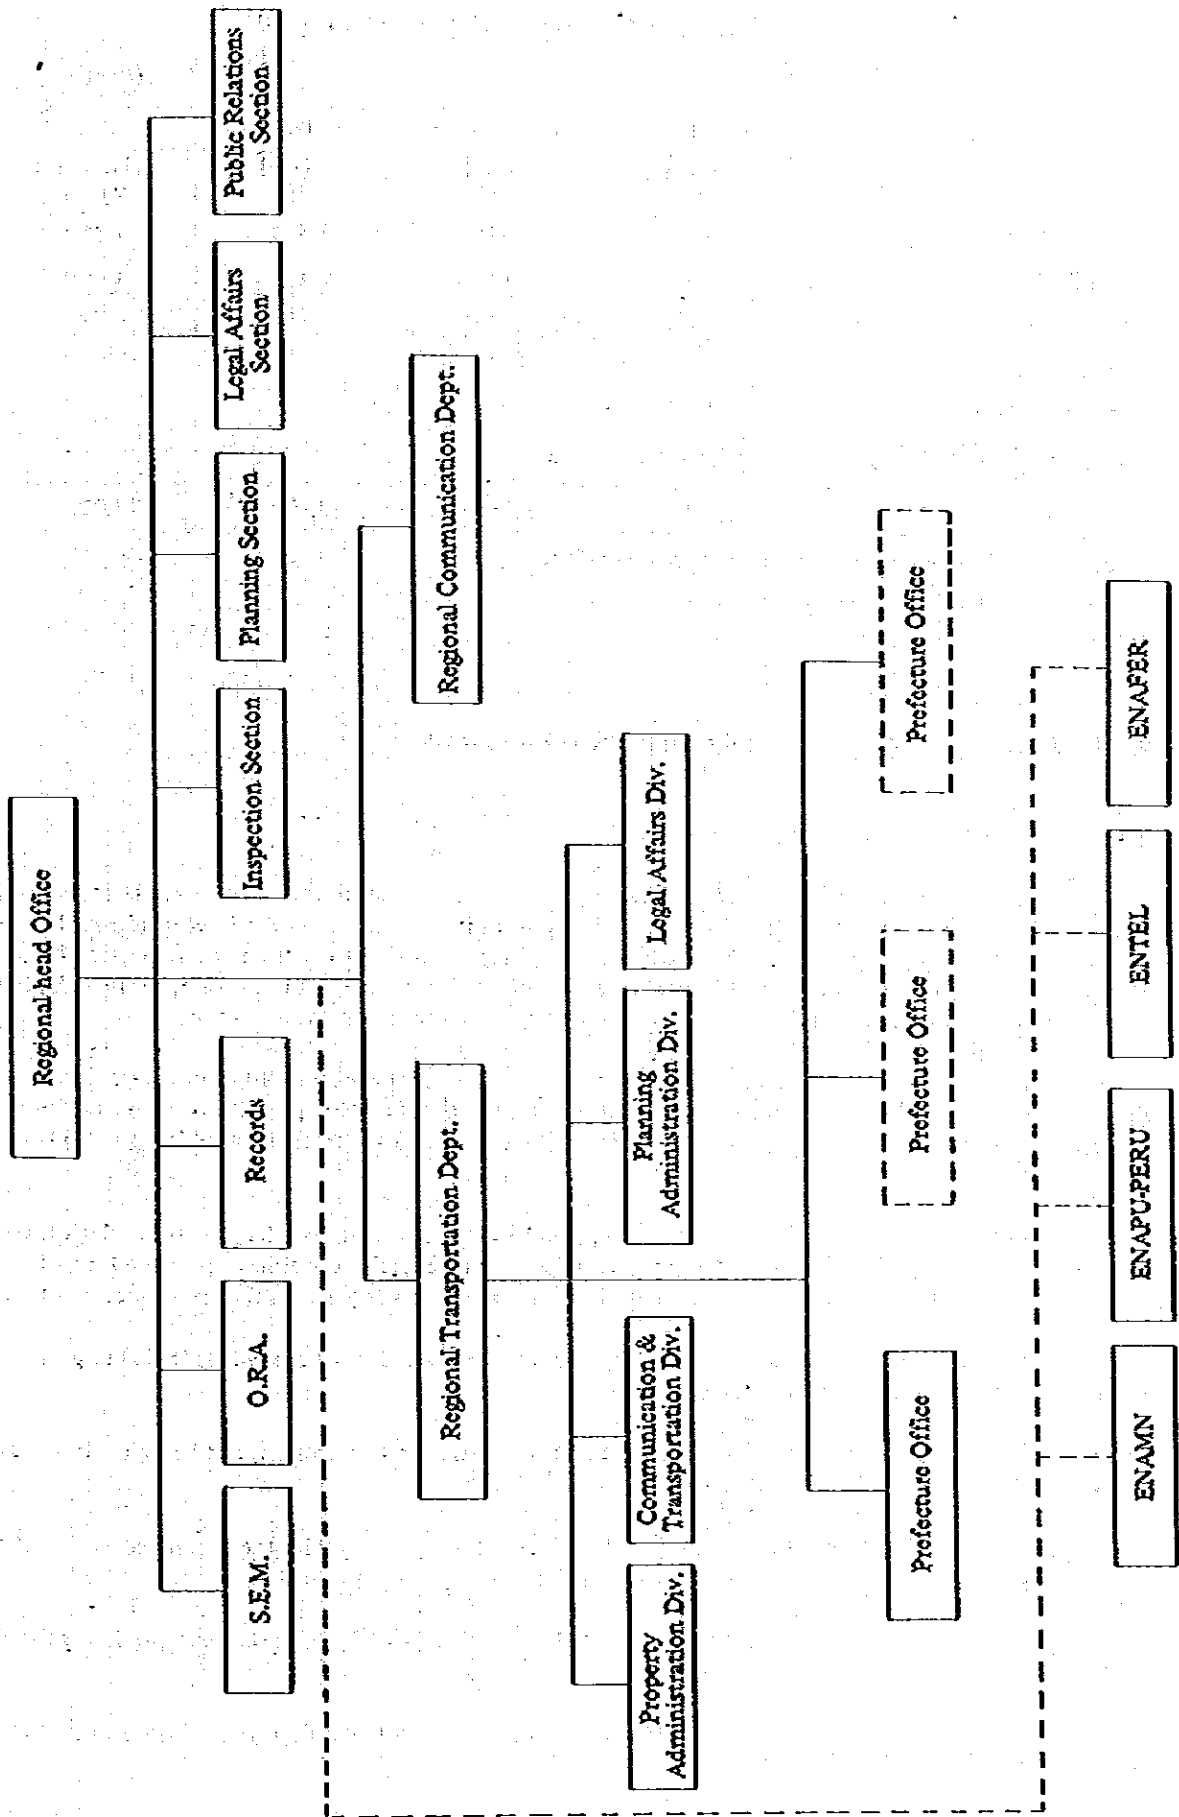 Regional head Office
S.E.M.
O.R.A.
Records
Inspection Section
Planning Section
Legal Affairs
Section
Public Relations
Section
Regional Transportation Dept.
Regional Communication Dept.
Property
Administration Div.
Communication &
Transportation Div.
Planning
Administration Div.
Legal Affairs Div.
Prefecture Office
Prefecture Office
Prefecture Office
ENAMN
ENAPU-PERU
ENTEL
ENAFER